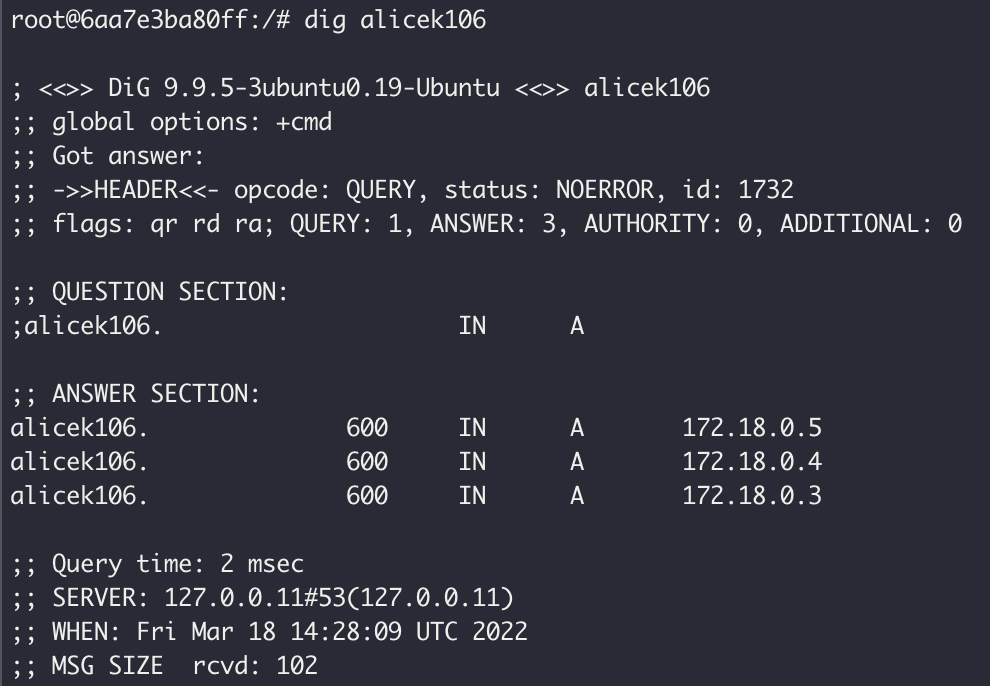 root@6aa7e3ba80ff:/# dig alicek106
; <<>> DiG 9.9.5-3ubuntu0.19-Ubuntu <<>> alicek106
;; global options: +cmd
;; Got answer:
;; ->>HEADER<<- opcode: QUERY, status: NOERROR, id: 1732
;; flags: qr rd ra; QUERY: 1, ANSWER: 3, AUTHORITY: 0, ADDITIONAL: 0
;; QUESTION SECTION:
;alicek106. IN A
;; ANSWER SECTION:
alicek106. 600 IN A 172.18.0.5
alicek106. 600 IN A 172.18.0.4
alicek106. 600 IN A 172.18.0.3
;; Query time: 2 msec
;; SERVER: 127.0.0.11#53(127.0.0.11)
;; WHEN: Fri Mar 18 14:28:09 UTC 2022
;; MSG SIZE  rcvd: 102